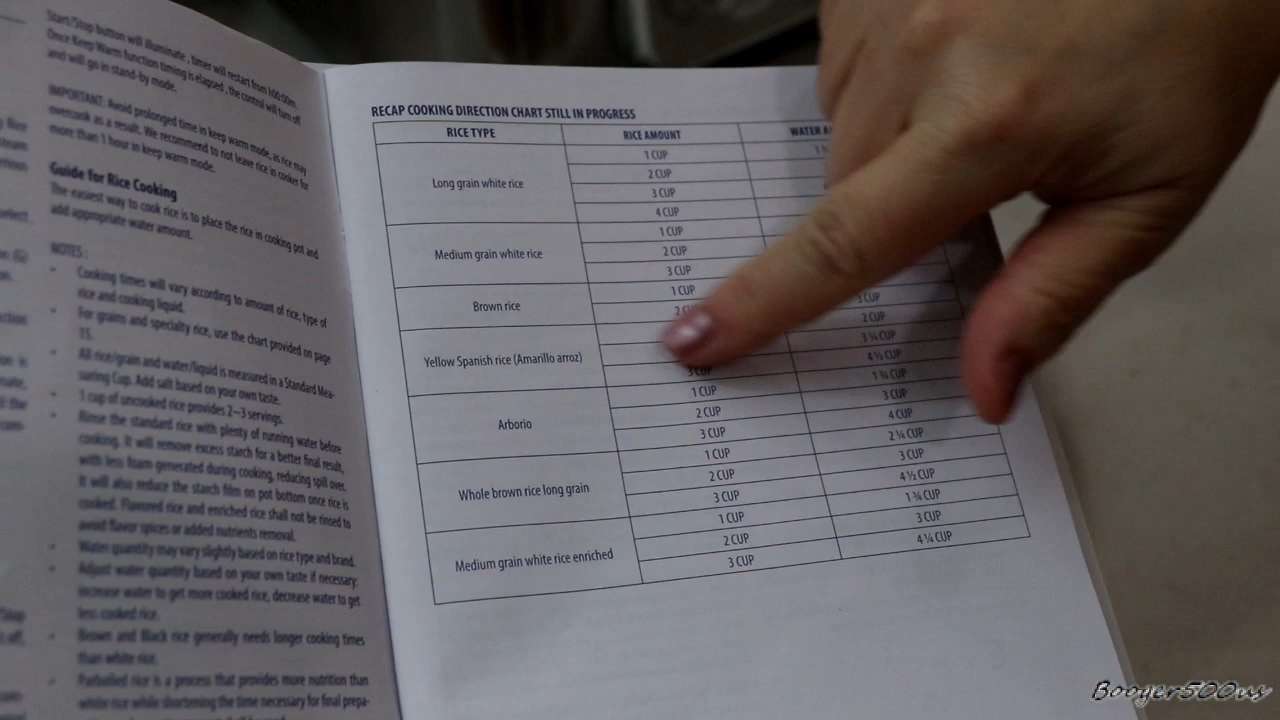 Start/Stop button will illuminate , timer will restart from h00:00m.
Once Keep Warm function timing is elapsed , the control will turn off
and will go in stand-by mode.
IMPORTANT: Avoid prolonged time in keep warm mode, as rice may
overcook as a result. We recommend to not leave rice in cooker for
more than 1 hour in keep warm mode.
Guide for Rice Cooking
The easiest way to cook rice is to place the rice in cooking pot and
add appropriate water amount.
NOTES :
• Cooking times will vary according to amount of rice, type of
rice and cooking liquid.
• For grains and specialty rice, use the chart provided on page
15.
• All rice/grain and water/liquid is measured in a Standard Mea-
suring Cup. Add salt based on your own taste.
• 1 cup of uncooked rice provides 2~3 servings.
• Rinse the standard rice with plenty of running water before
cooking. It will remove excess starch for a better final result,
with less foam generated during cooking, reducing spill over.
It will also reduce the starch film on pot bottom once rice is
cooked. Flavored rice and enriched rice shall not be rinsed to
avoid flavor spices or added nutrients removal.
• Water quantity may vary slightly based on rice type and brand.
• Adjust water quantity based on your own taste if necessary:
increase water to get more cooked rice, decrease water to get
less cooked rice.
• Brown and Black rice generally needs longer cooking times
than white rice.
• Parboiled rice is a process that provides more nutrition than
white rice while shortening the time necessary for final prepa-
RECAP COOKING DIRECTION CHART STILL IN PROGRESS
RICE TYPE RICE AMOUNT WATER
Long grain white rice
1 CUP
2 CUP
3 CUP
4 CUP
Medium grain white rice
1 CUP
2 CUP
3 CUP
Brown rice
1 CUP
2 3 CUP
2 CUP
Yellow Spanish rice (Amarillo arroz)
3 ¾ CUP
4 ½ CUP
3 CUP 1 ¾ CUP
Arborio
1 CUP 3 CUP
2 CUP 4 CUP
3 CUP 2 ¼ CUP
Whole brown rice long grain
1 CUP 3 CUP
2 CUP 4 ½ CUP
3 CUP 1 ¾ CUP
Medium grain white rice enriched
1 CUP 3 CUP
2 CUP 4 ¼ CUP
3 CUP
Booyer500us